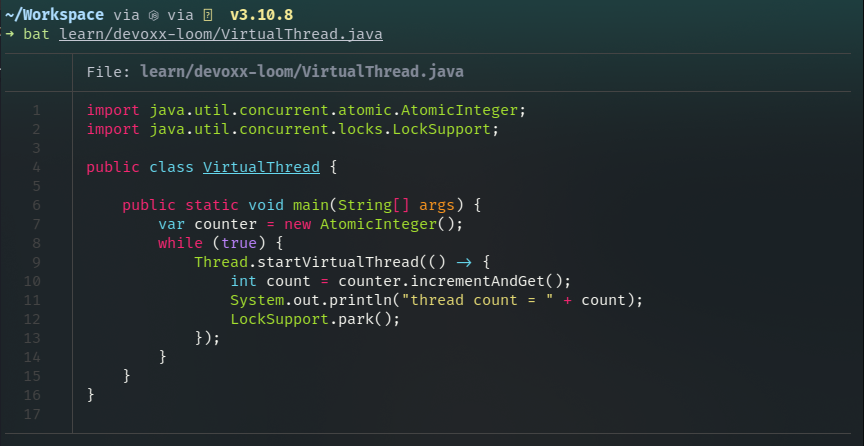 ~/Workspace via via v3.10.8
➜ bat learn/devoxx-loom/VirtualThread.java
File: learn/devoxx-loom/VirtualThread.java
1 import java.util.concurrent.atomic.AtomicInteger;
2 import java.util.concurrent.locks.LockSupport;
3
4 public class VirtualThread {
5
6 public static void main(String[] args) {
7 var counter = new AtomicInteger();
8 while (true) {
9 Thread.startVirtualThread(() -> {
10 int count = counter.incrementAndGet();
11 System.out.println("thread count = " + count);
12 LockSupport.park();
13 });
14 }
15 }
16 }
17